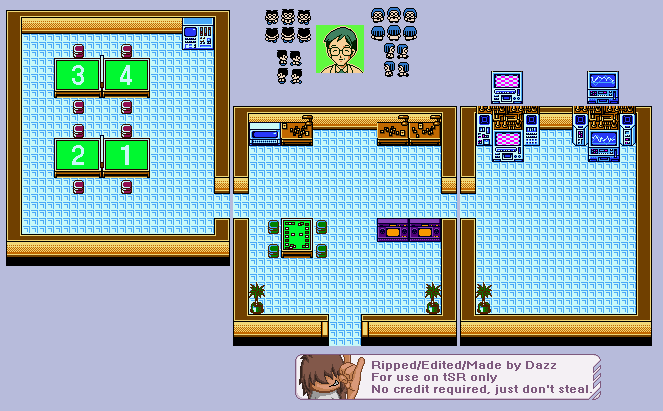 3 4
2 1
Ripped/Edited/Made by Dazz
For use on tSR only
No credit required, just don't steal.